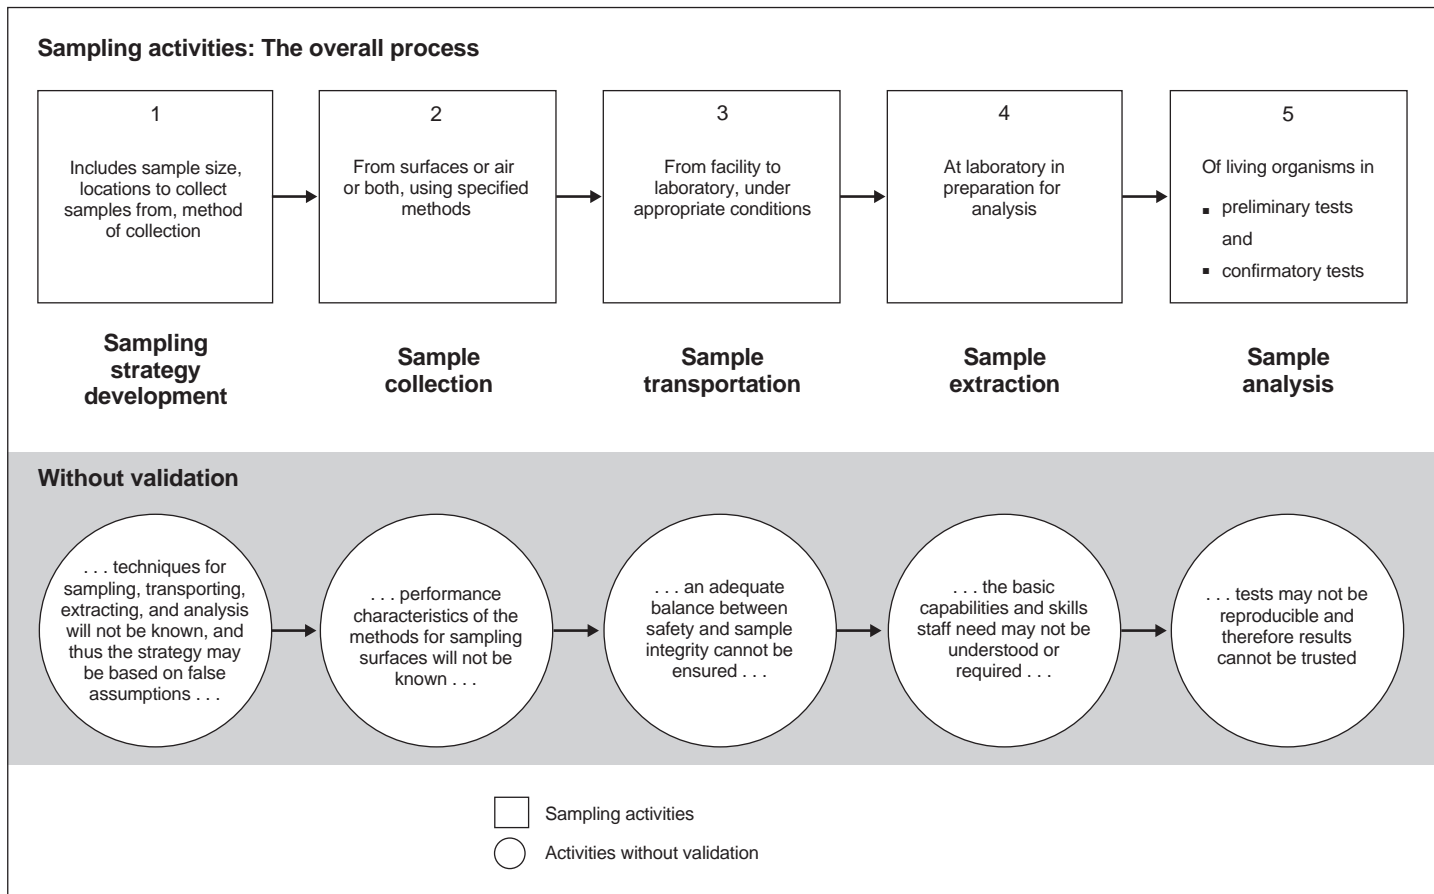 Sampling activities: The overall process
1
Includes sample size,
locations to collect
samples from, method
of collection
2
From surfaces or air
or both, using specified
methods
3
From facility to
laboratory, under
appropriate conditions
4
At laboratory in
preparation for
analysis
5
Of living organisms in
▪ preliminary tests
and
▪ confirmatory tests
Sampling
strategy
development
Sample
collection
Sample
transportation
Sample
extraction
Sample
analysis
Without validation
. . . techniques for
sampling, transporting,
extracting, and analysis
will not be known, and
thus the strategy may
be based on false
assumptions . . .
. . . performance
characteristics of the
methods for sampling
surfaces will not be
known . . .
. . . an adequate
balance between
safety and sample
integrity cannot be
ensured . . .
. . . the basic
capabilities and skills
staff need may not be
understood or
required . . .
. . . tests may not be
reproducible and
therefore results
cannot be trusted
Sampling activities
Activities without validation